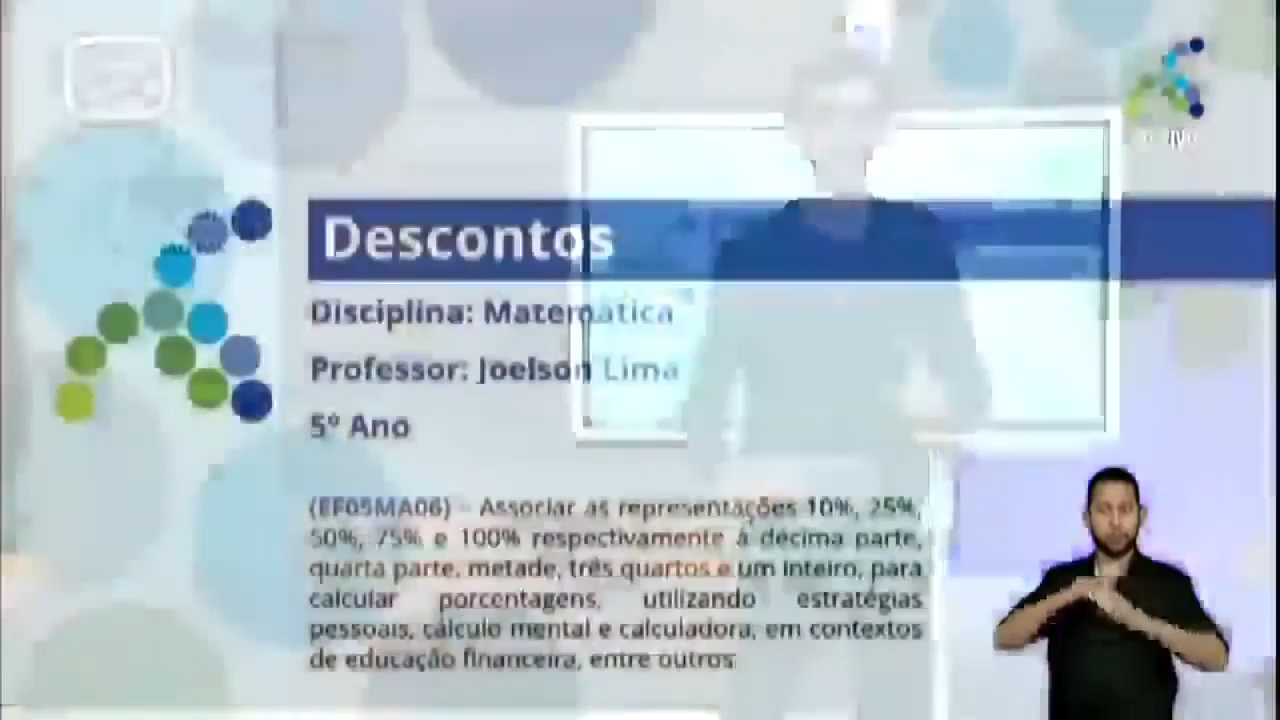 Descontos
Disciplina: Matemática
Professor: Joelson Lima
5º Ano
(EF05MA06) - Associar as representações 10%, 25%,
50%, 75% e 100% respectivamente à décima parte,
quarta parte, metade, três quartos e um inteiro, para
calcular porcentagens, utilizando estratégias
pessoais, cálculo mental e calculadora, em contextos
de educação financeira, entre outros